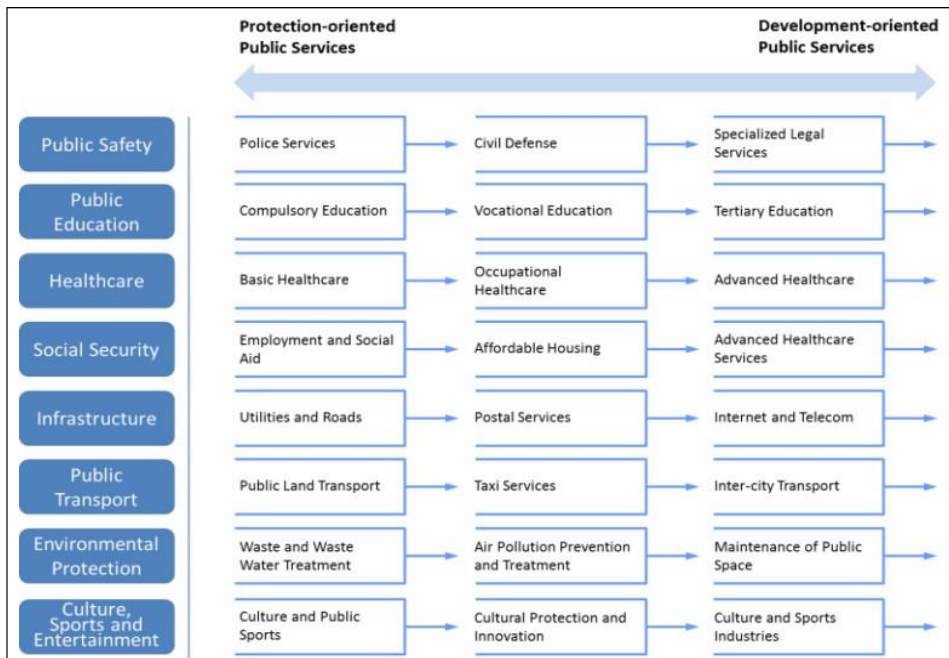 Protection-oriented
Public Services
Development-oriented
Public Services
Public Safety
Police Services
Civil Defense
Specialized Legal
Services
Public
Education
Compulsory Education
Vocational Education
Tertiary Education
Healthcare
Basic Healthcare
Occupational
Healthcare
Advanced Healthcare
Social Security
Employment and Social
Aid
Affordable Housing
Advanced Healthcare
Services
Infrastructure
Utilities and Roads
Postal Services
Internet and Telecom
Public
Transport
Public Land Transport
Taxi Services
Inter-city Transport
Environmental
Protection
Waste and Waste
Water Treatment
Air Pollution Prevention
and Treatment
Maintenance of Public
Space
Culture,
Sports and
Entertainment
Culture and Public
Sports
Cultural Protection and
Innovation
Culture and Sports
Industries